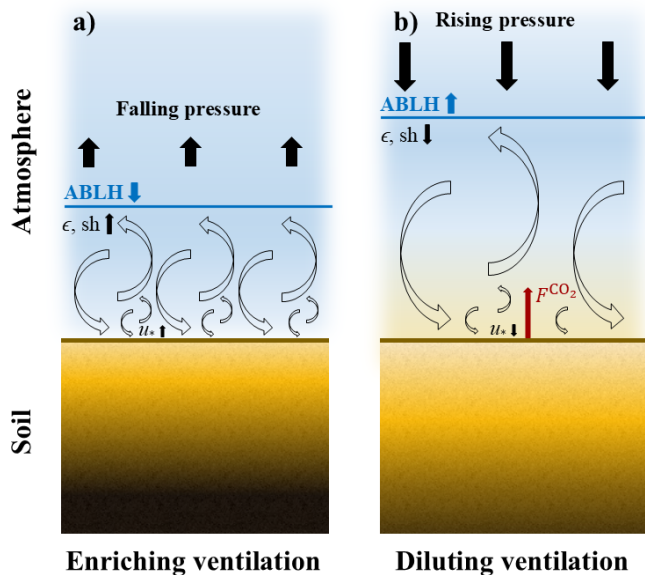 a)
Falling pressure
ABLH
ϵ, sh
u*
b)
Rising pressure
ABLH
ϵ, sh
F^CO₂
u*
Atmosphere
Soil
Enriching ventilation
Diluting ventilation